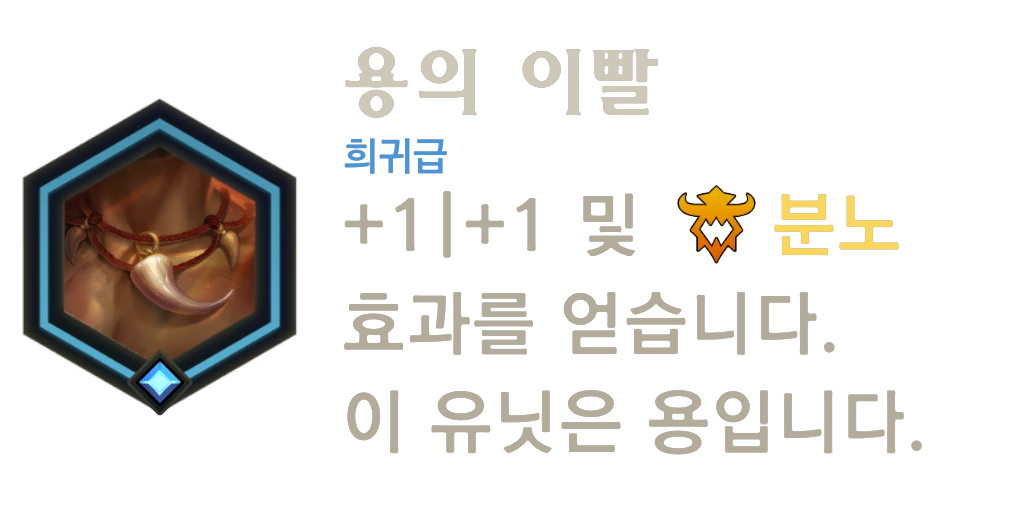 용의 이빨
희귀급
+1|+1 및 분노
효과를 얻습니다.
이 유닛은 용입니다.